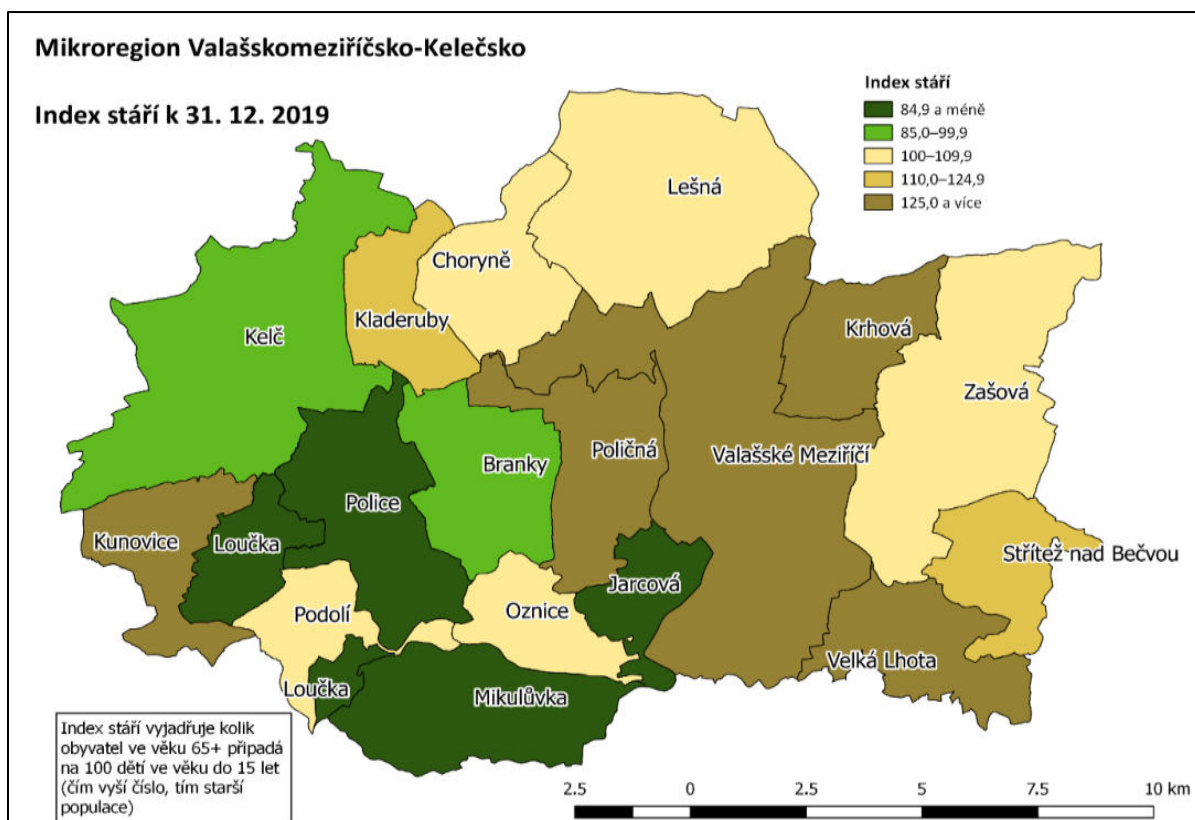 Mikroregion Valašskomeziříčsko-Kelečsko
Index stáří k 31. 12. 2019
Index stáří
84,9 a méně
85,0–99,9
100–109,9
110,0–124,9
125,0 a více
Lešná
Choryně
Kladeruby
Kelč
Krhová
Zašová
Poličná
Valašské Meziříčí
Branky
Police
Kunovice
Loučka
Střítež nad Bečvou
Jarcová
Podolí
Oznice
Velká Lhota
Loučka
Mikulůvka
Index stáří vyjadřuje kolik
obyvatel ve věku 65+ připadá
na 100 dětí ve věku do 15 let
(čím vyší číslo, tím starší
populace)
2.5 0 2.5 5 7.5 10 km